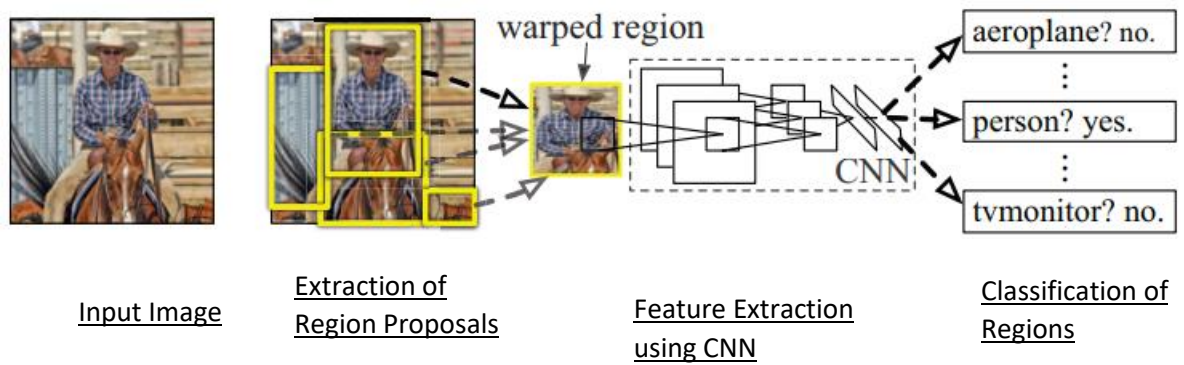 warped region
aeroplane? no.
⋮
person? yes.
CNN
⋮
tvmonitor? no.
Input Image
Extraction of
Region Proposals
Feature Extraction
using CNN
Classification of
Regions